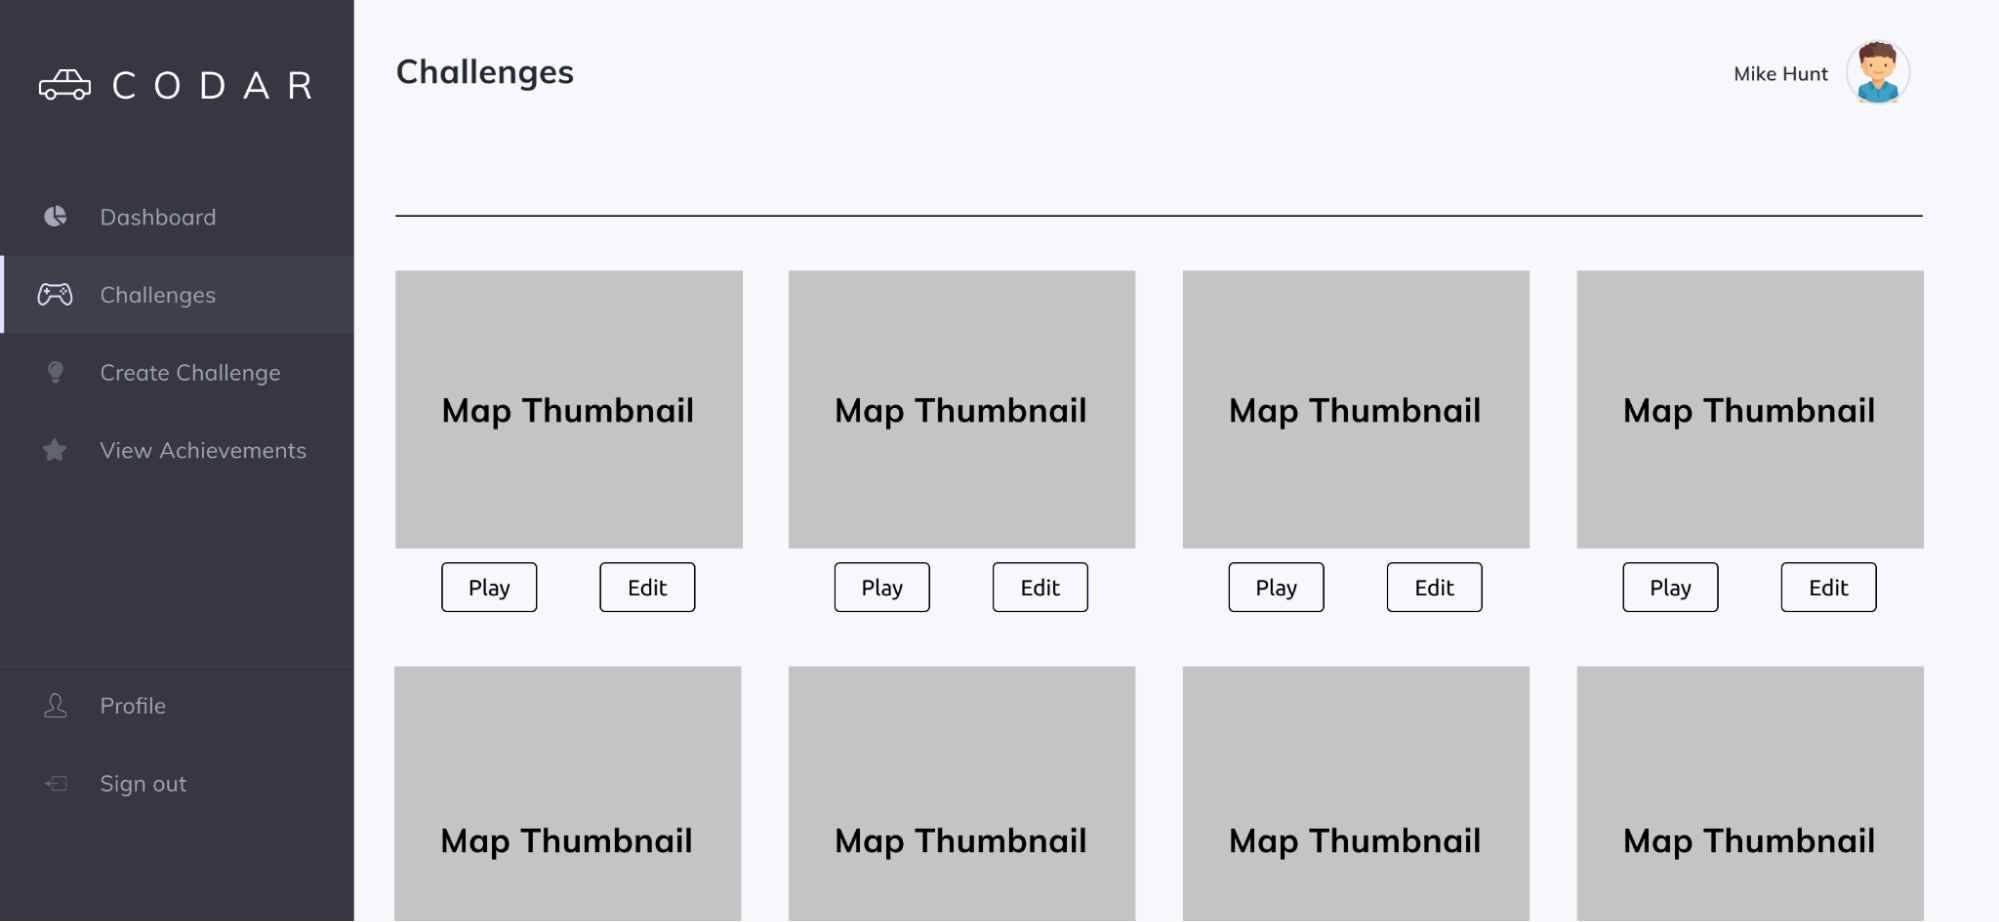 CODAR
Dashboard
Challenges
Create Challenge
View Achievements
Profile
Sign out
Challenges
Mike Hunt
Map Thumbnail Map Thumbnail Map Thumbnail Map Thumbnail
Play Edit Play Edit Play Edit Play Edit
Map Thumbnail Map Thumbnail Map Thumbnail Map Thumbnail